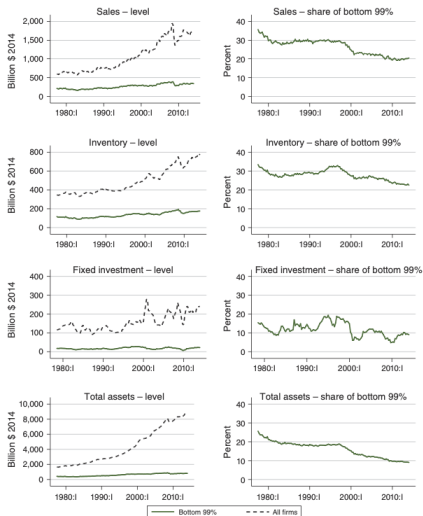 Sales – level
Billion $ 2014
2,000
1,500
1,000
500
0
1980:I 1990:I 2000:I 2010:I
Sales – share of bottom 99%
Percent
40
30
20
10
0
1980:I 1990:I 2000:I 2010:I
Inventory – level
Billion $ 2014
800
600
400
200
0
1980:I 1990:I 2000:I 2010:I
Inventory – share of bottom 99%
Percent
40
30
20
10
0
1980:I 1990:I 2000:I 2010:I
Fixed investment – level
Billion $ 2014
400
300
200
100
0
1980:I 1990:I 2000:I 2010:I
Fixed investment – share of bottom 99%
Percent
40
30
20
10
0
1980:I 1990:I 2000:I 2010:I
Total assets – level
Billion $ 2014
10,000
8,000
6,000
4,000
2,000
0
1980:I 1990:I 2000:I 2010:I
Total assets – share of bottom 99%
Percent
40
30
20
10
0
1980:I 1990:I 2000:I 2010:I
Bottom 99% All firms